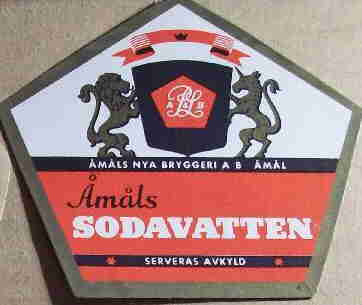 A & B
ÅMÅLS NYA BRYGGERI A B ÅMÅL
Åmåls
SODAVATTEN
SERVERAS AVKYLD